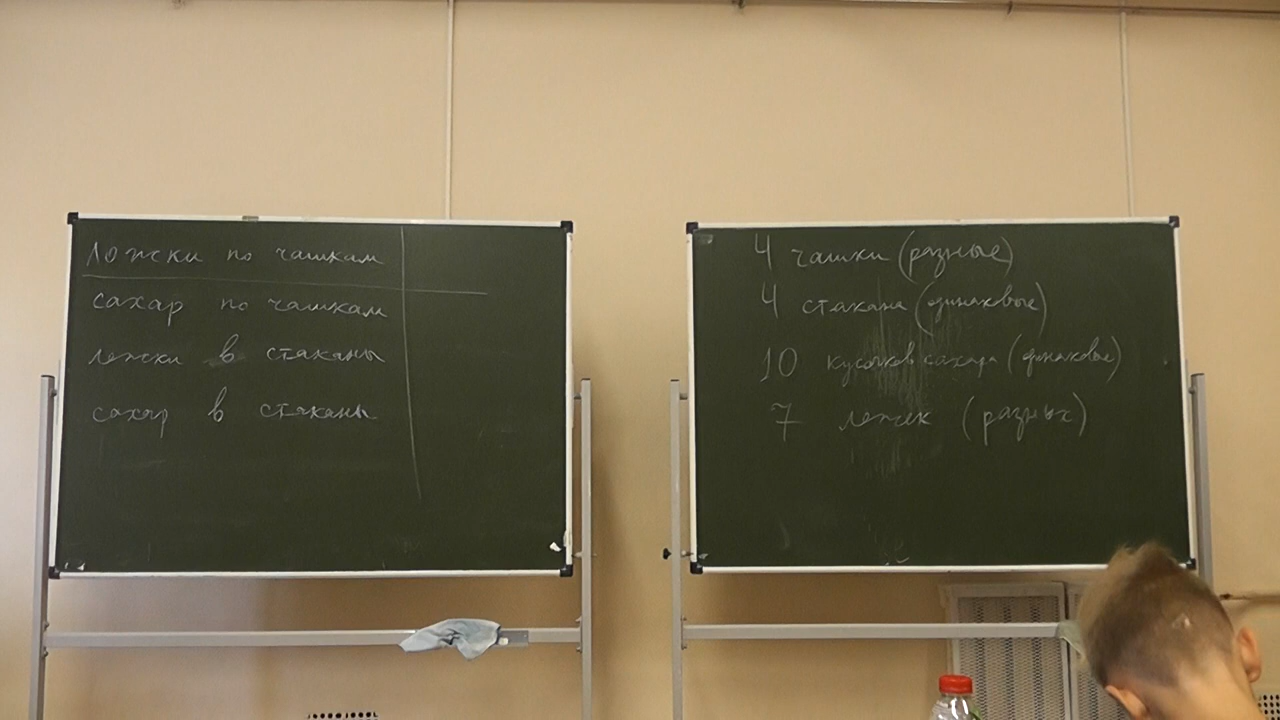 ложки по чашкам
сахар по чашкам
ложки в стаканы
сахар в стаканы
4 чашки (разные)
4 стакана (одинаковые)
10 кусочков сахара (одинаковые)
7 ложек (разных)